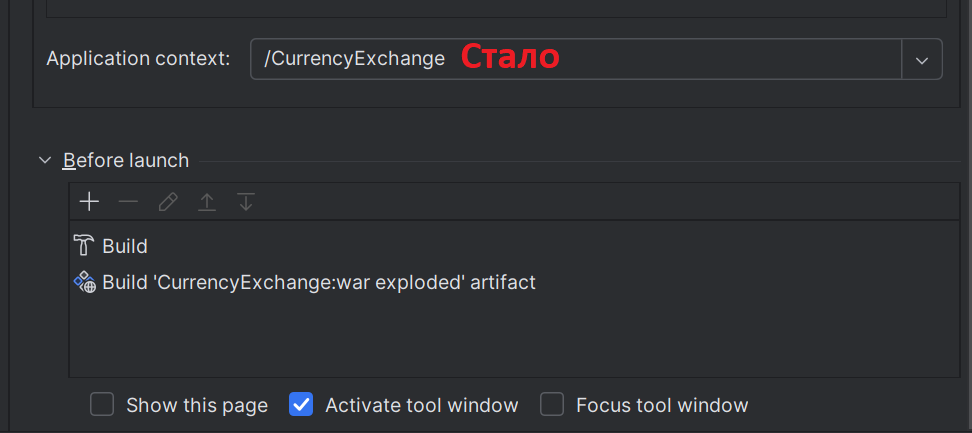 Application context: /CurrencyExchange Стало
Before launch
Build
Build 'CurrencyExchange:war exploded' artifact
Show this page Activate tool window Focus tool window